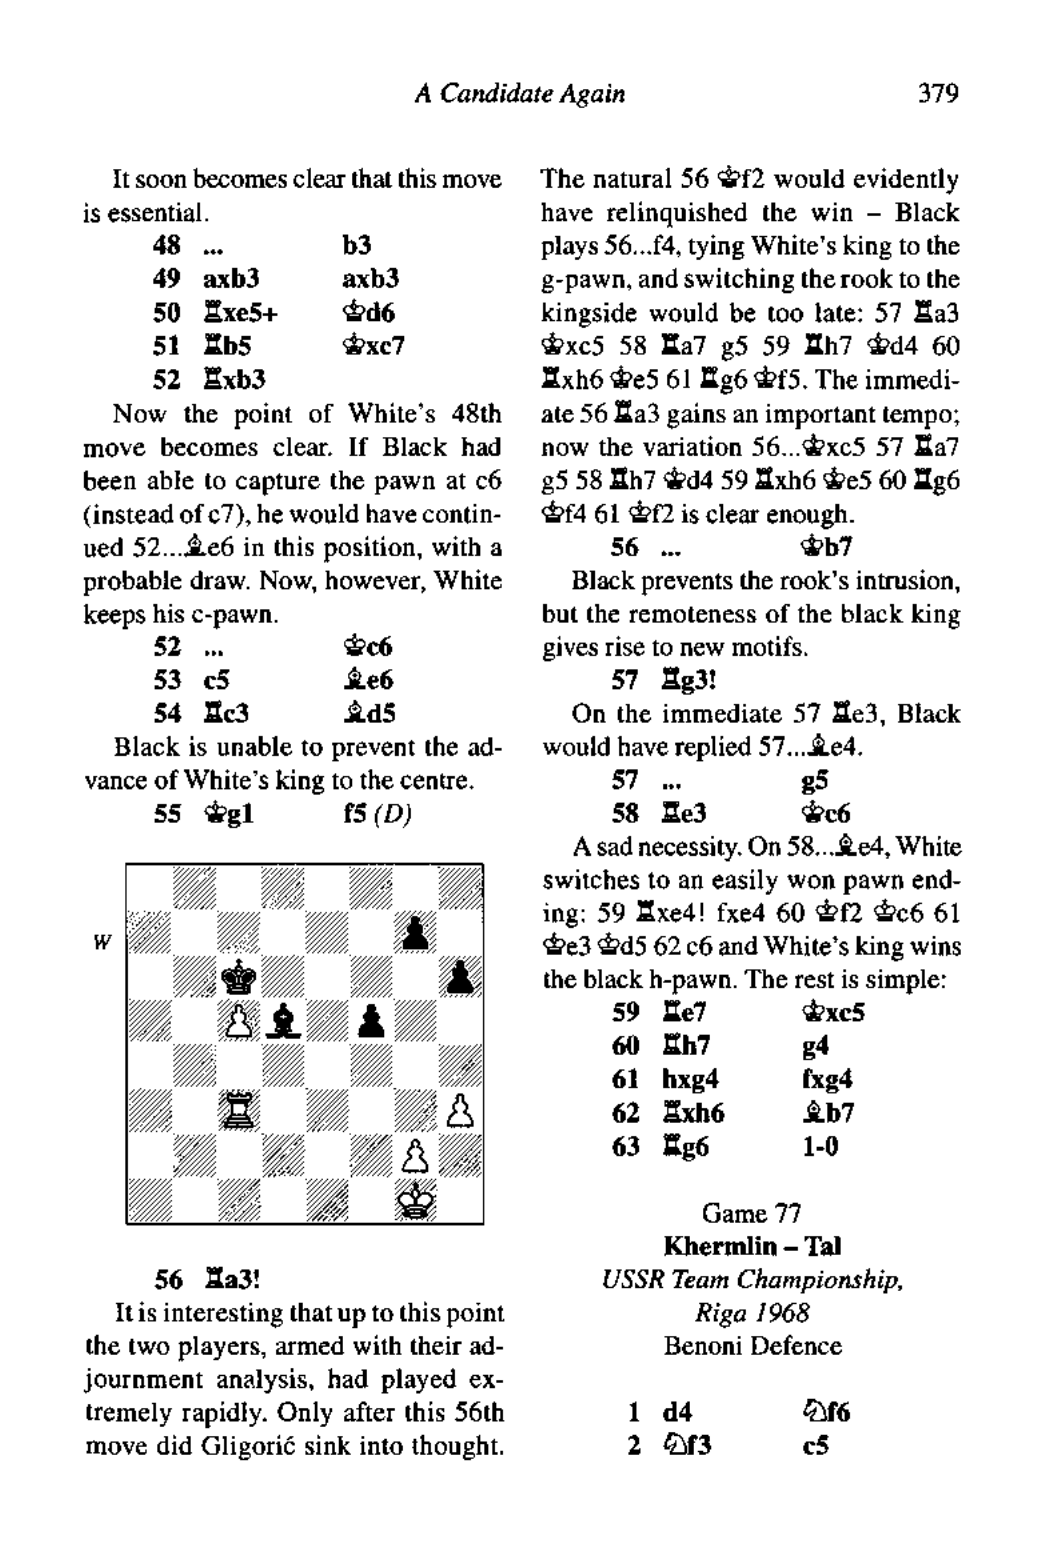 A Candidate Again 379
It soon becomes clear that this move
is essential.
48 ... b3
49 axb3 axb3
50 ♖xe5+ ♔d6
51 ♖b5 ♔xc7
52 ♖xb3
Now the point of White's 48th
move becomes clear. If Black had
been able to capture the pawn at c6
(instead of c7), he would have contin-
ued 52...♗e6 in this position, with a
probable draw. Now, however, White
keeps his c-pawn.
52 ... ♔c6
53 c5 ♗e6
54 ♖c3 ♗d5
Black is unable to prevent the ad-
vance of White's king to the centre.
55 ♔g1 f5 (D)
W
56 ♖a3!
It is interesting that up to this point
the two players, armed with their ad-
journment analysis, had played ex-
tremely rapidly. Only after this 56th
move did Gligorić sink into thought.
The natural 56 ♔f2 would evidently
have relinquished the win – Black
plays 56...f4, tying White's king to the
g-pawn, and switching the rook to the
kingside would be too late: 57 ♖a3
♔xc5 58 ♖a7 g5 59 ♖h7 ♔d4 60
♖xh6 ♔e5 61 ♖g6 ♔f5. The immedi-
ate 56 ♖a3 gains an important tempo;
now the variation 56...♔xc5 57 ♖a7
g5 58 ♖h7 ♔d4 59 ♖xh6 ♔e5 60 ♖g6
♔f4 61 ♔f2 is clear enough.
56 ... ♔b7
Black prevents the rook's intrusion,
but the remoteness of the black king
gives rise to new motifs.
57 ♖g3!
On the immediate 57 ♖e3, Black
would have replied 57...♗e4.
57 ... g5
58 ♖e3 ♔c6
A sad necessity. On 58...♗e4, White
switches to an easily won pawn end-
ing: 59 ♖xe4! fxe4 60 ♔f2 ♔c6 61
♔e3 ♔d5 62 c6 and White's king wins
the black h-pawn. The rest is simple:
59 ♖e7 ♔xc5
60 ♖h7 g4
61 hxg4 fxg4
62 ♖xh6 ♗b7
63 ♖g6 1-0
Game 77
Khermlin – Tal
USSR Team Championship,
Riga 1968
Benoni Defence
1 d4 ♘f6
2 ♘f3 c5